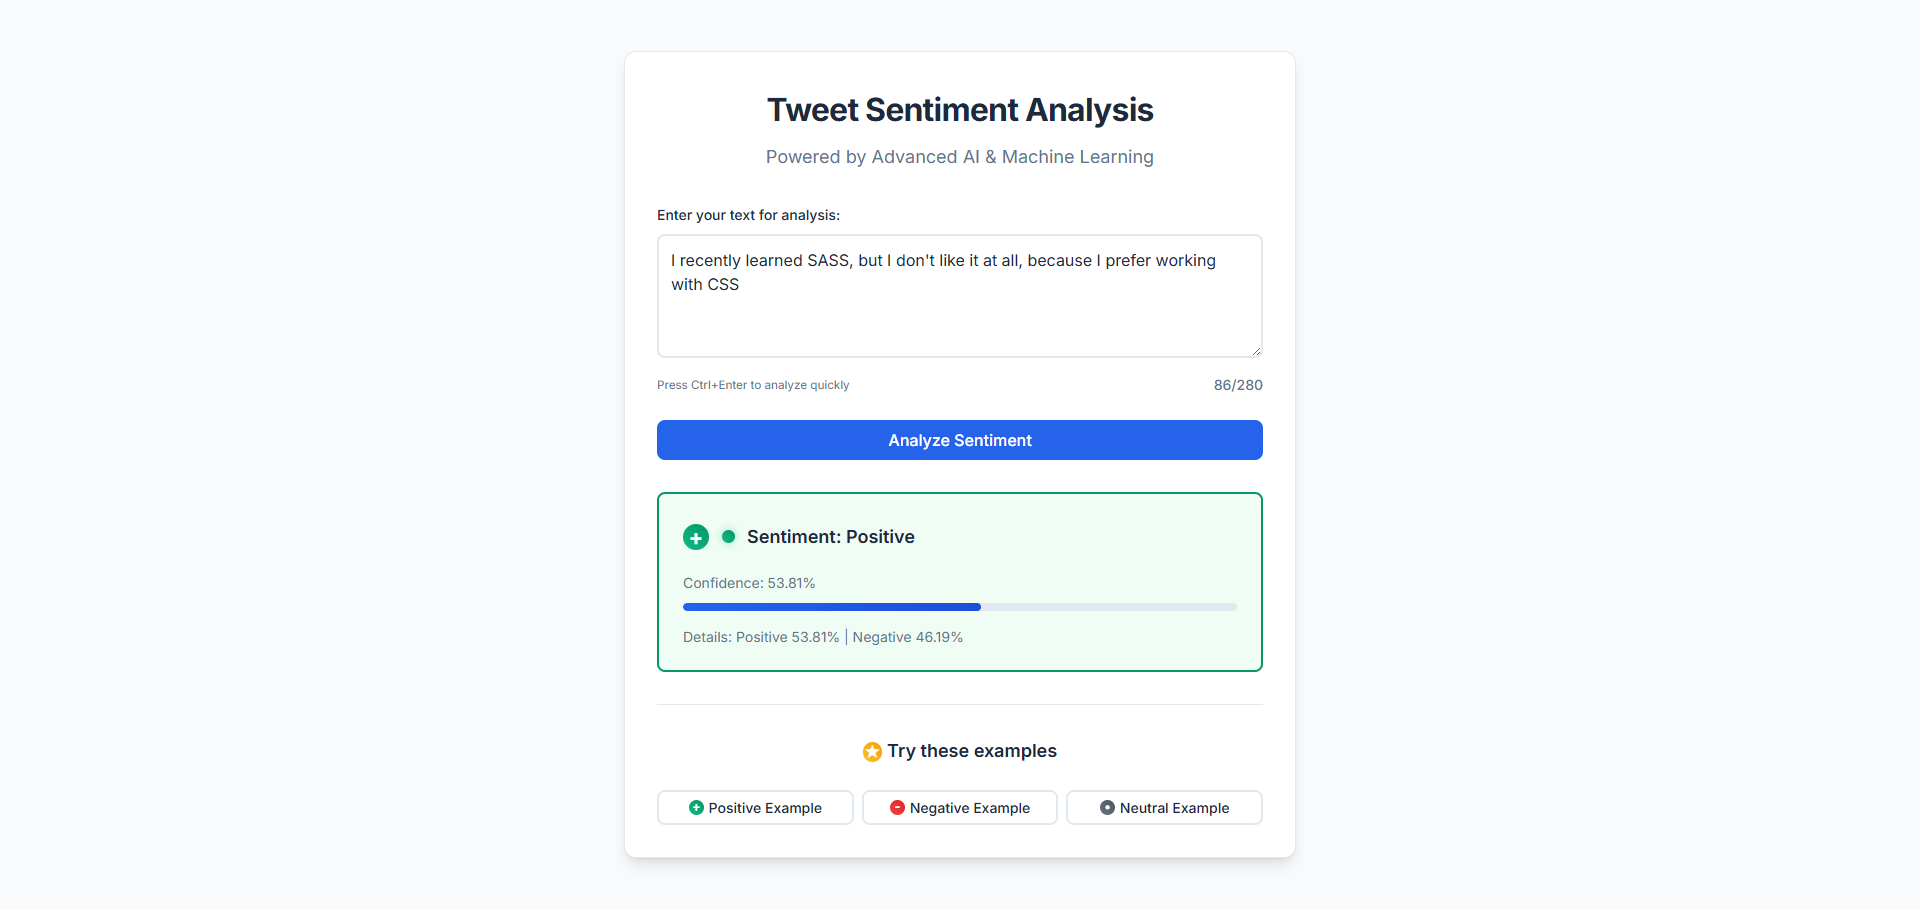 Tweet Sentiment Analysis
Powered by Advanced AI & Machine Learning
Enter your text for analysis:
I recently learned SASS, but I don't like it at all, because I prefer working
with CSS
Press Ctrl+Enter to analyze quickly
86/280
Analyze Sentiment
Sentiment: Positive
Confidence: 53.81%
Details: Positive 53.81% | Negative 46.19%
Try these examples
Positive Example
Negative Example
Neutral Example